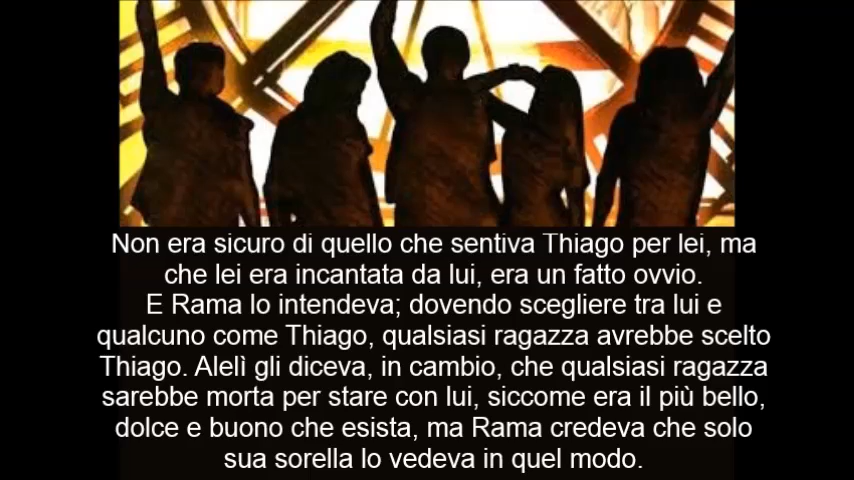 Non era sicuro di quello che sentiva Thiago per lei, ma
che lei era incantata da lui, era un fatto ovvio.
E Rama lo intendeva; dovendo scegliere tra lui e
qualcuno come Thiago, qualsiasi ragazza avrebbe scelto
Thiago. Alelì gli diceva, in cambio, che qualsiasi ragazza
sarebbe morta per stare con lui, siccome era il più bello,
dolce e buono che esista, ma Rama credeva che solo
sua sorella lo vedeva in quel modo.